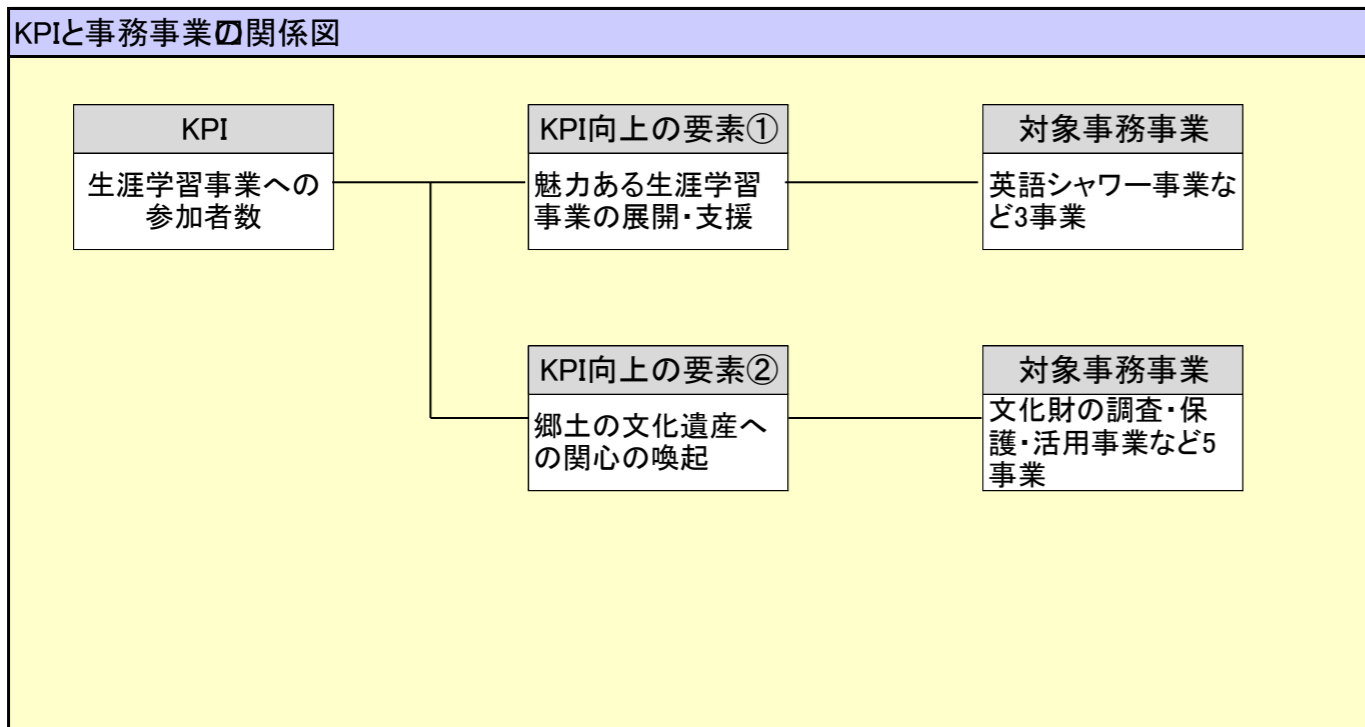 KPIと事務事業の関係図
KPI
生涯学習事業への
参加者数
KPI向上の要素①
魅力ある生涯学習
事業の展開・支援
対象事務事業
英語シャワー事業な
ど3事業
KPI向上の要素②
郷土の文化遺産へ
の関心の喚起
対象事務事業
文化財の調査・保
護・活用事業など5
事業